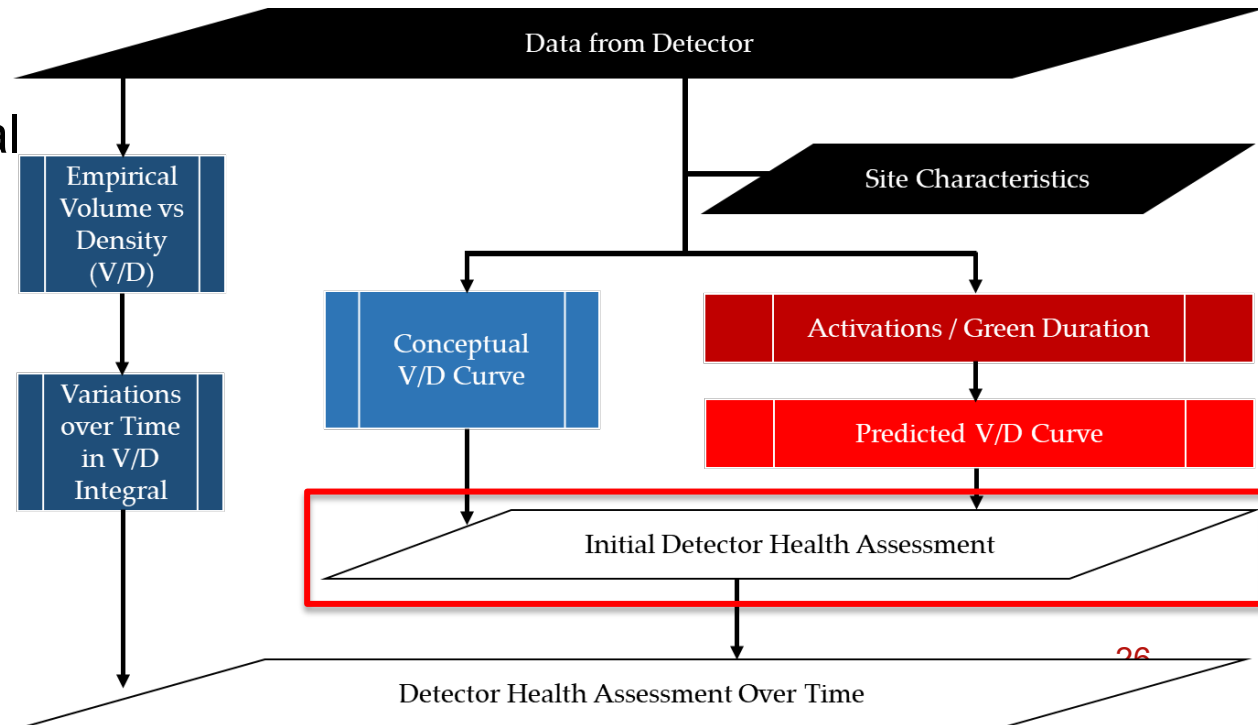 Data from Detector
al
Empirical
Volume vs
Density
(V/D)
Site Characteristics
Conceptual
V/D Curve
Activations / Green Duration
Variations
over Time
in V/D
Integral
Predicted V/D Curve
Initial Detector Health Assessment
26
Detector Health Assessment Over Time